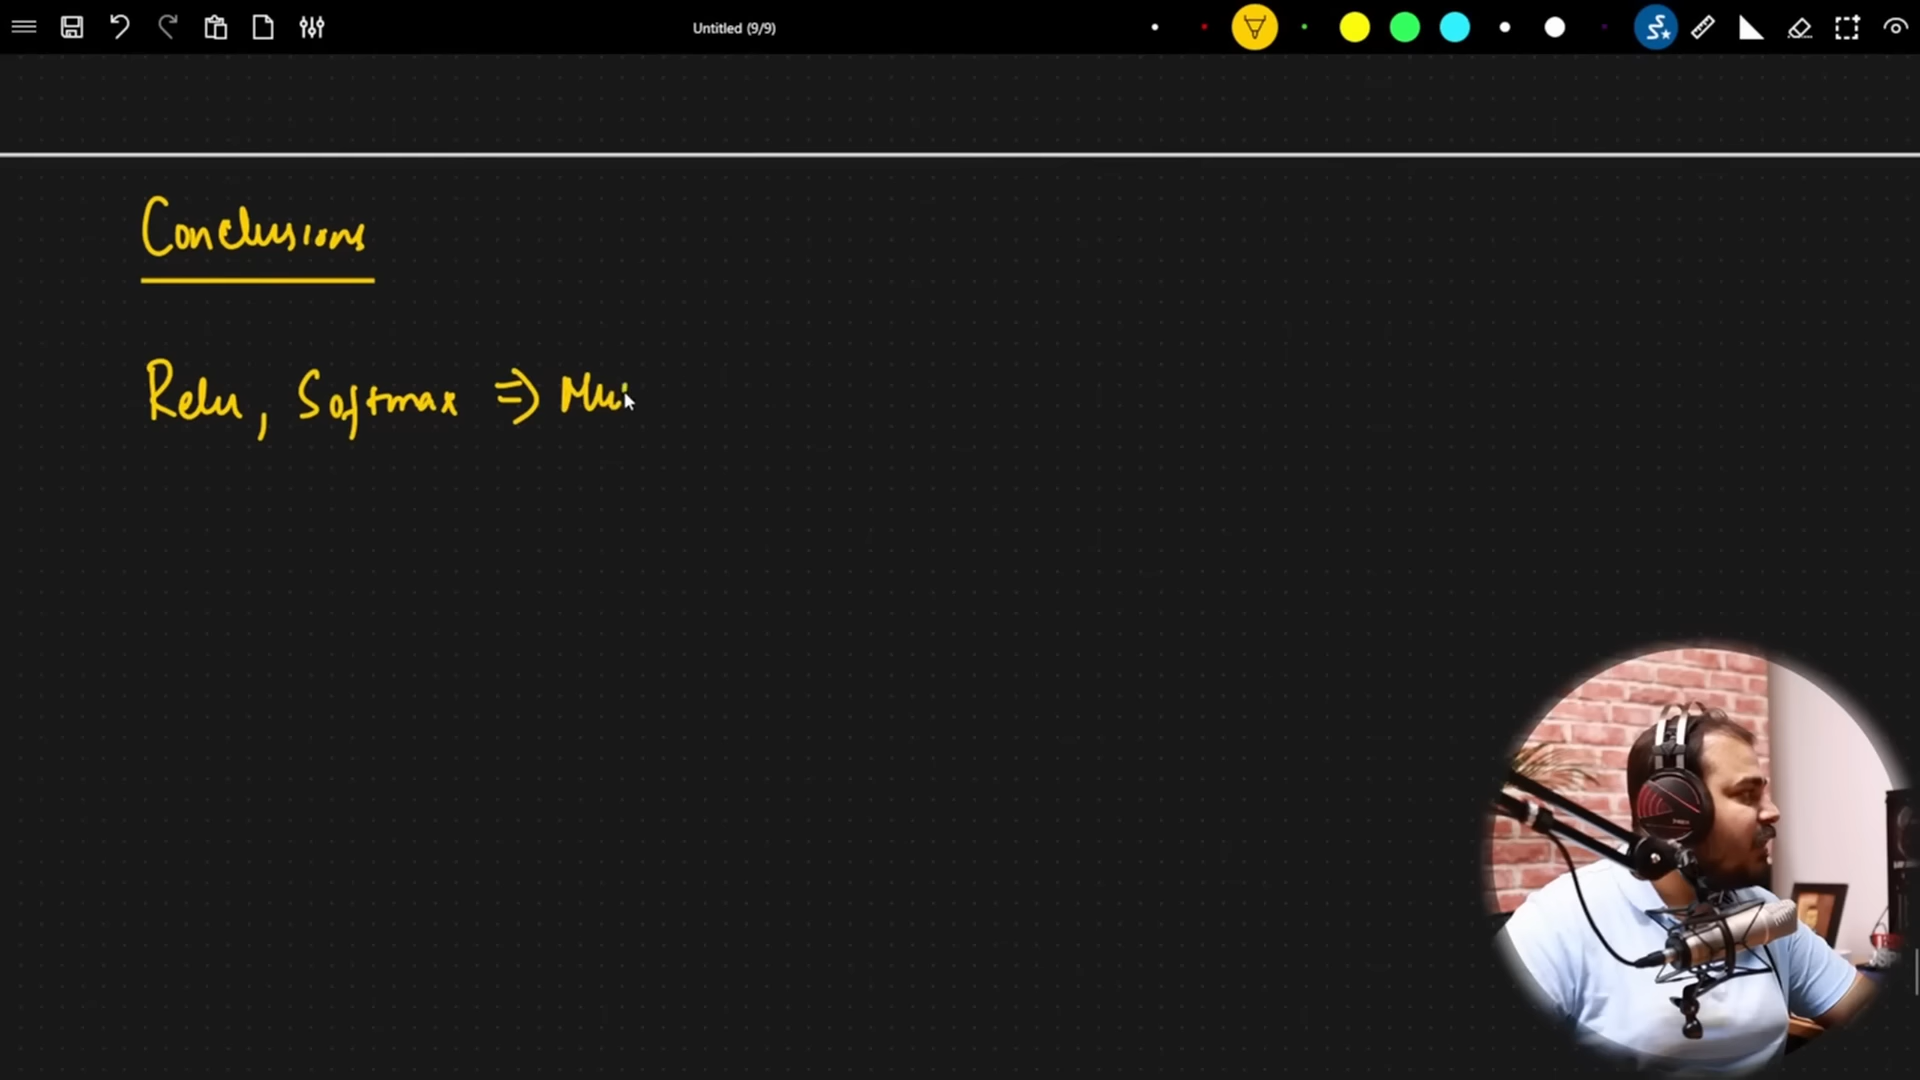 Untitled (9/9)
Conclusions
Relu, Softmax => Mu